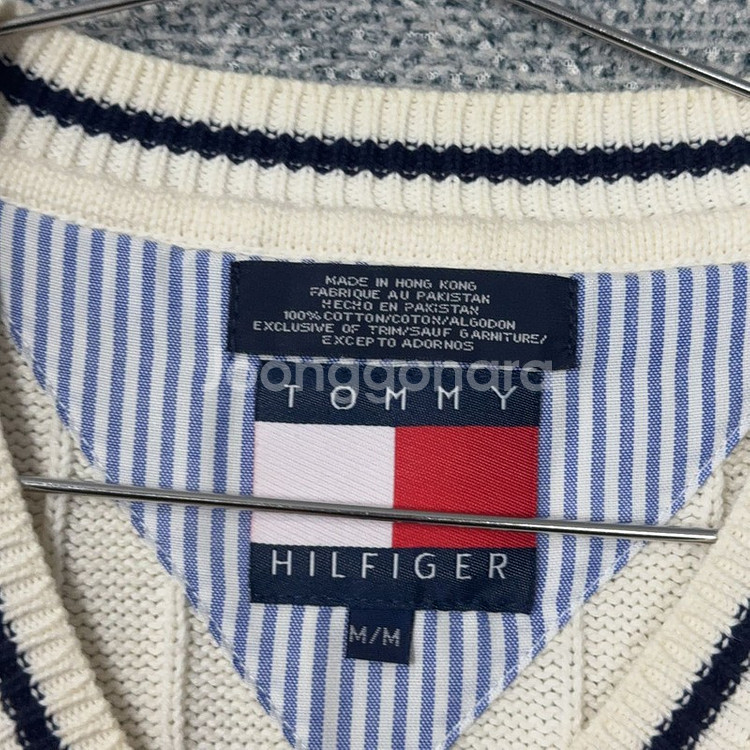 MADE IN HONG KONG
FABRIQUE AU PAKISTAN
HECHO EN PAKISTAN
100% COTTON/COTON/ALGODON
EXCLUSIVE OF TRIM/SAUF GARNITURE/
EXCEPTO ADORNOS
Joonggonara
TOMMY
HILFIGER
M/M